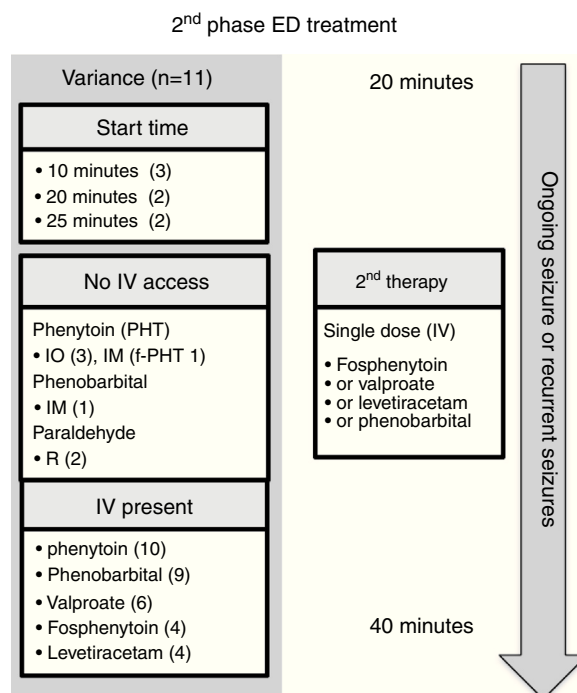 2nd phase ED treatment
Variance (n=11)
Start time
• 10 minutes (3)
• 20 minutes (2)
• 25 minutes (2)
No IV access
Phenytoin (PHT)
• IO (3), IM (f-PHT 1)
Phenobarbital
• IM (1)
Paraldehyde
• R (2)
IV present
• phenytoin (10)
• Phenobarbital (9)
• Valproate (6)
• Fosphenytoin (4)
• Levetiracetam (4)
20 minutes
2nd therapy
Single dose (IV)
• Fosphenytoin
• or valproate
• or levetiracetam
• or phenobarbital
40 minutes
Ongoing seizure or recurrent seizures